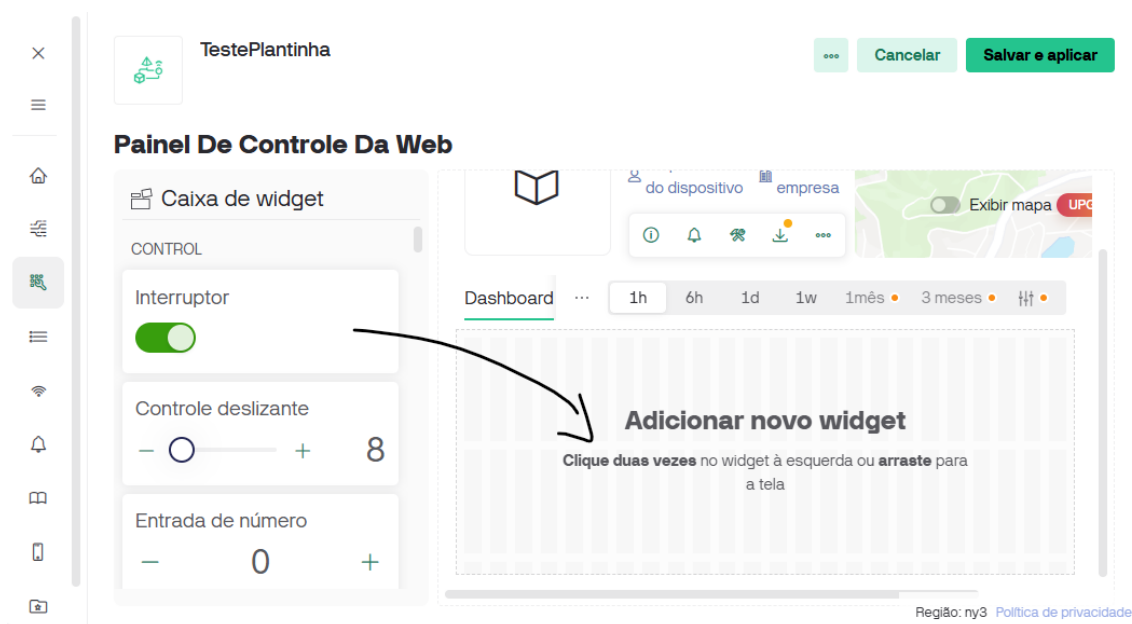 TestePlantinha
Cancelar
Salvar e aplicar
Painel De Controle Da Web
Caixa de widget
CONTROL
Interruptor
Controle deslizante
8
Entrada de número
0
do dispositivo
empresa
Exibir mapa
Dashboard
1h 6h 1d 1w 1mês 3 meses
Adicionar novo widget
Clique duas vezes no widget à esquerda ou arraste para
a tela
Região: ny3 Política de privacidade